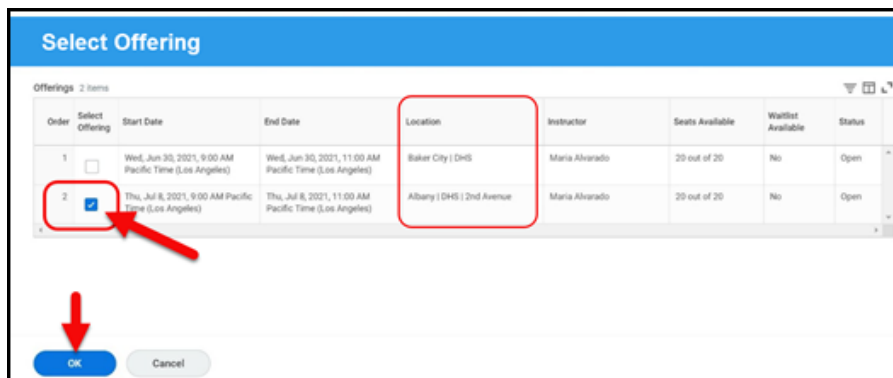 Select Offering
Offerings 2 items
Order Select Offering Start Date End Date Location Instructor Seats Available Waitlist Available Status
1 Wed, Jun 30, 2021, 9:00 AM Pacific Time (Los Angeles) Wed, Jun 30, 2021, 11:00 AM Pacific Time (Los Angeles) Baker City | DHS Maria Alvarado 20 out of 20 No Open
2 Thu, Jul 8, 2021, 9:00 AM Pacific Time (Los Angeles) Thu, Jul 8, 2021, 11:00 AM Pacific Time (Los Angeles) Albany | DHS | 2nd Avenue Maria Alvarado 20 out of 20 No Open
OK Cancel